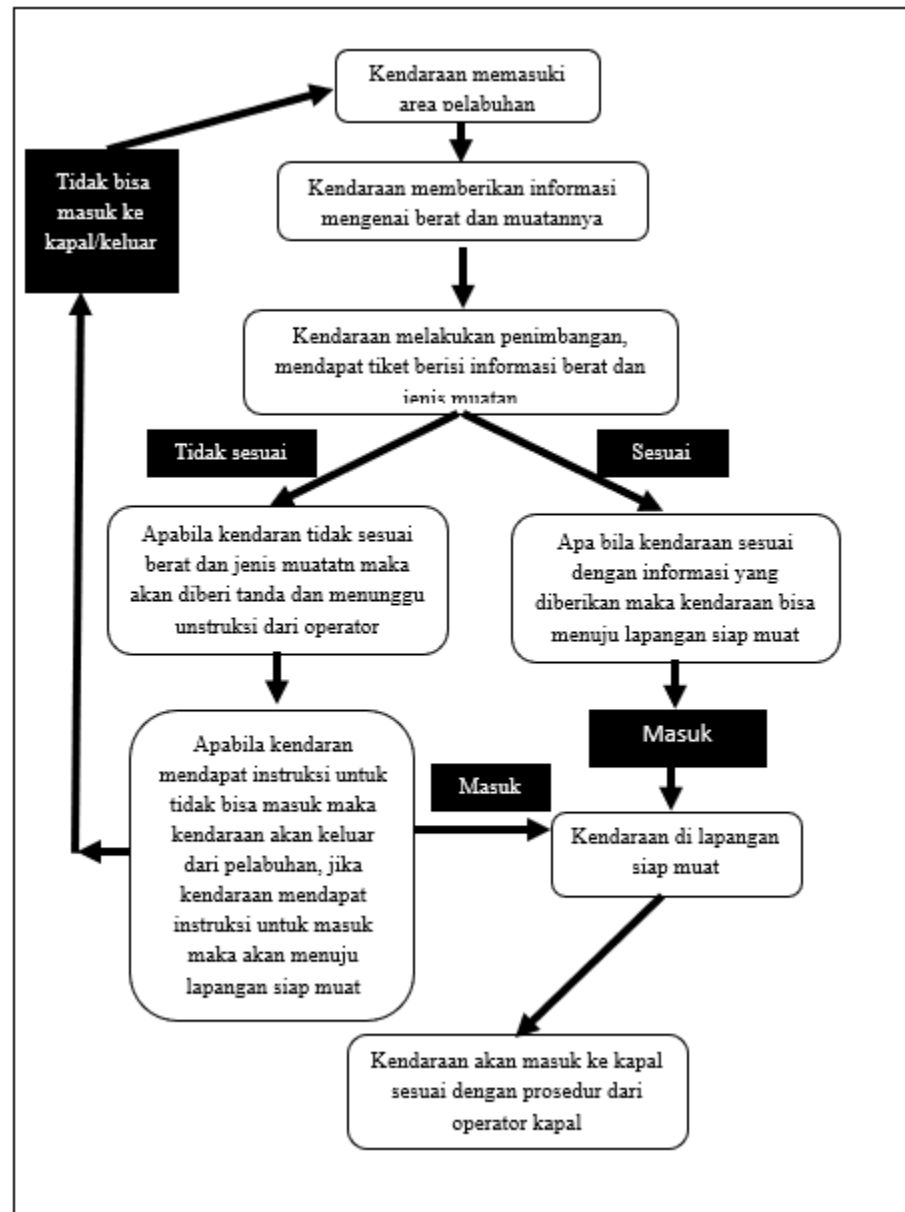 Kendaraan memasuki
area pelabuhan
Tidak bisa
masuk ke
kapal/keluar
Kendaraan memberikan informasi
mengenai berat dan muatannya
Kendaraan melakukan penimbangan,
mendapat tiket berisi informasi berat dan
jenis muatan
Tidak sesuai
Sesuai
Apabila kendaran tidak sesuai
berat dan jenis muatatn maka
akan diberi tanda dan menunggu
unstruksi dari operator
Apa bila kendaraan sesuai
dengan informasi yang
diberikan maka kendaraan bisa
menuju lapangan siap muat
Masuk
Apabila kendaran
mendapat instruksi untuk
tidak bisa masuk maka
kendaraan akan keluar
dari pelabuhan, jika
kendaraan mendapat
instruksi untuk masuk
maka akan menuju
lapangan siap muat
Masuk
Kendaraan di lapangan
siap muat
Kendaraan akan masuk ke kapal
sesuai dengan prosedur dari
operator kapal